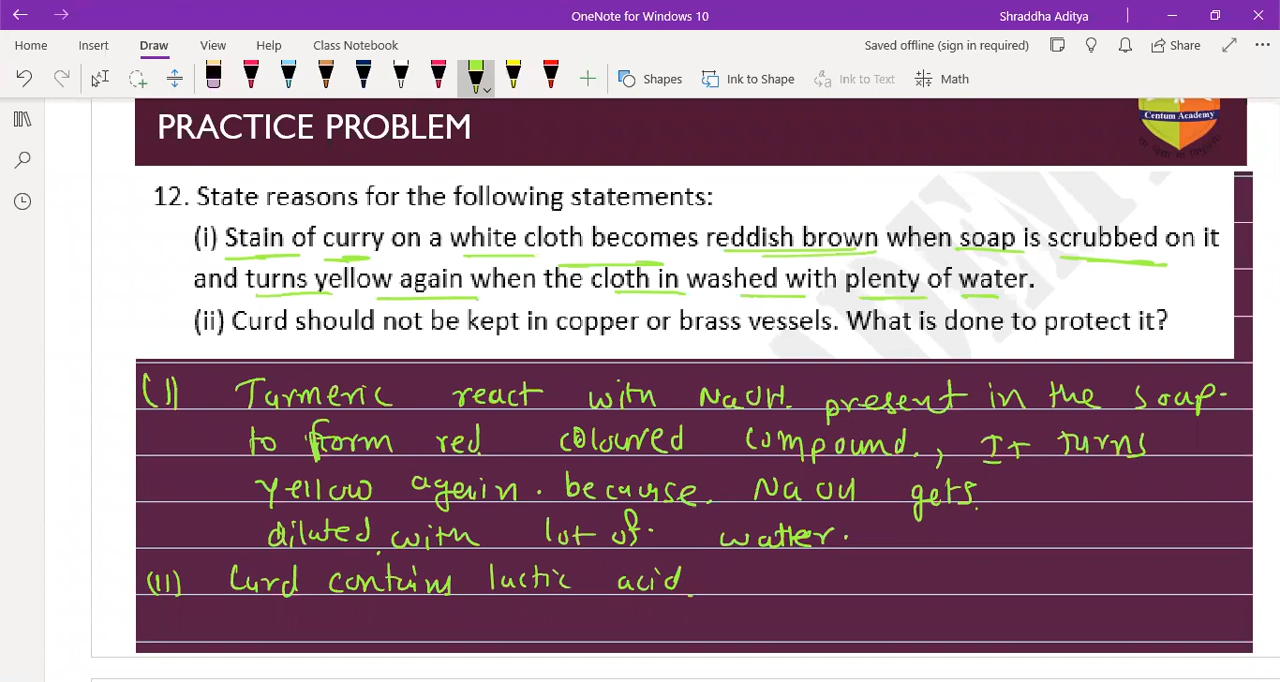 OneNote for Windows 10
Shraddha Aditya
Home Insert Draw View Help Class Notebook
Saved offline (sign in required) Share
Shapes Ink to Shape Ink to Text Math
PRACTICE PROBLEM
Centum Academy
12. State reasons for the following statements:
(i) Stain of curry on a white cloth becomes reddish brown when soap is scrubbed on it
and turns yellow again when the cloth in washed with plenty of water.
(ii) Curd should not be kept in copper or brass vessels. What is done to protect it?
(I) Turmeric react with NaOH. present in the soap.
to form red coloured compound., It turns
yellow again. because. NaOH gets.
diluted with lot of. water.
(II) Curd contains lactic acid.